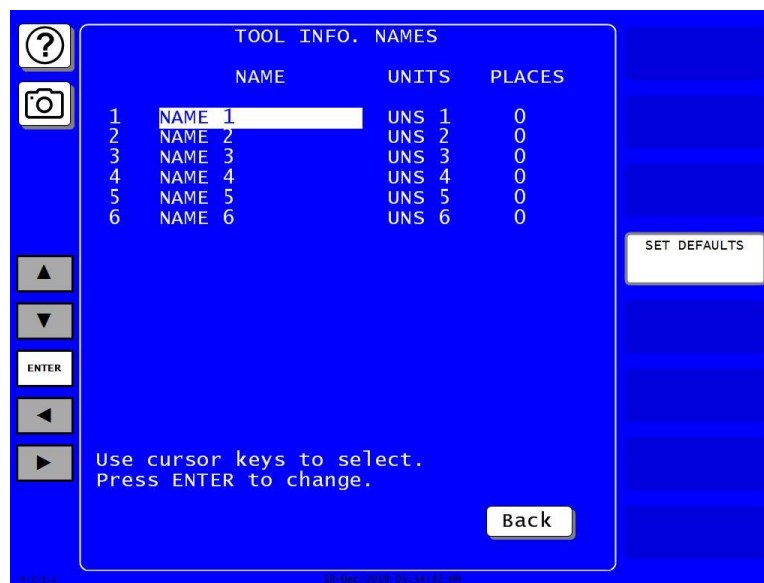 ?
TOOL INFO. NAMES
NAME UNITS PLACES
1 NAME 1 UNS 1 0
2 NAME 2 UNS 2 0
3 NAME 3 UNS 3 0
4 NAME 4 UNS 4 0
5 NAME 5 UNS 5 0
6 NAME 6 UNS 6 0
SET DEFAULTS
ENTER
Use cursor keys to select.
Press ENTER to change.
Back